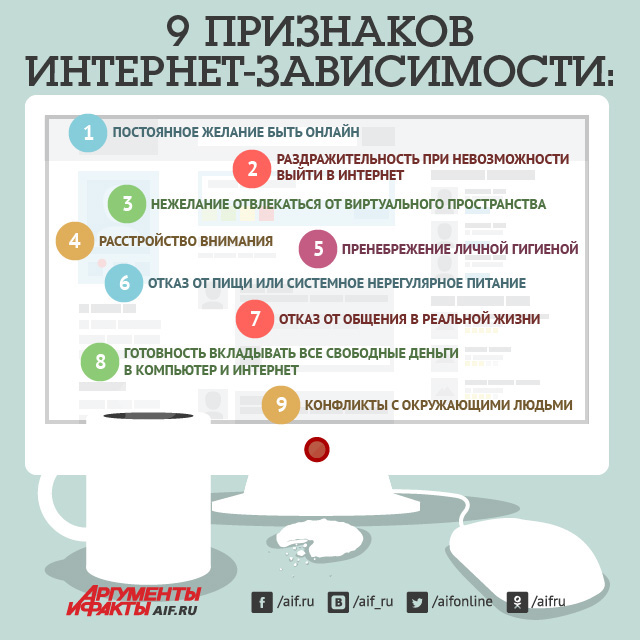 9 ПРИЗНАКОВ
ИНТЕРНЕТ-ЗАВИСИМОСТИ:
1 ПОСТОЯННОЕ ЖЕЛАНИЕ БЫТЬ ОНЛАЙН
2 РАЗДРАЖИТЕЛЬНОСТЬ ПРИ НЕВОЗМОЖНОСТИ
ВЫЙТИ В ИНТЕРНЕТ
3 НЕЖЕЛАНИЕ ОТВЛЕКАТЬСЯ ОТ ВИРТУАЛЬНОГО ПРОСТРАНСТВА
4 РАССТРОЙСТВО ВНИМАНИЯ
5 ПРЕНЕБРЕЖЕНИЕ ЛИЧНОЙ ГИГИЕНОЙ
6 ОТКАЗ ОТ ПИЩИ ИЛИ СИСТЕМНОЕ НЕРЕГУЛЯРНОЕ ПИТАНИЕ
7 ОТКАЗ ОТ ОБЩЕНИЯ В РЕАЛЬНОЙ ЖИЗНИ
8 ГОТОВНОСТЬ ВКЛАДЫВАТЬ ВСЕ СВОБОДНЫЕ ДЕНЬГИ
В КОМПЬЮТЕР И ИНТЕРНЕТ
9 КОНФЛИКТЫ С ОКРУЖАЮЩИМИ ЛЮДЬМИ
АРГУМЕНТЫ
И ФАКТЫ AIF.RU
/aif.ru /aif_ru /aifonline /aifru